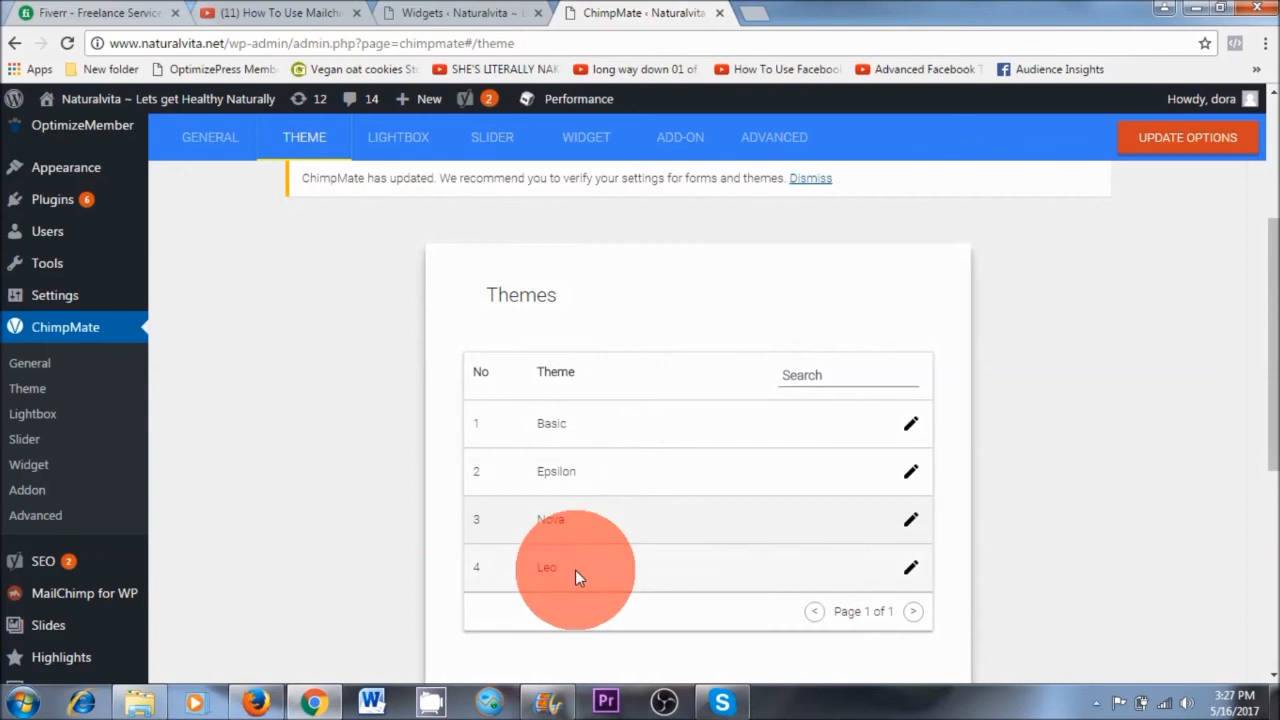 Fiverr - Freelance Service
(11) How To Use Mailch
Widgets ‹ Naturalvita ~ L
ChimpMate ‹ Naturalvita
www.naturalvita.net/wp-admin/admin.php?page=chimpmate#/theme
Apps
New folder
OptimizePress Memb
Vegan oat cookies St
SHE'S LITERALLY NAK
long way down 01 of
How To Use Facebook
Advanced Facebook T
Audience Insights
»
Naturalvita ~ Lets get Healthy Naturally
12
14
New
2
Performance
Howdy, dora
OptimizeMember
Appearance
Plugins 6
Users
Tools
Settings
ChimpMate
General
Theme
Lightbox
Slider
Widget
Addon
Advanced
SEO 2
MailChimp for WP
Slides
Highlights
GENERAL
THEME
LIGHTBOX
SLIDER
WIDGET
ADD-ON
ADVANCED
UPDATE OPTIONS
ChimpMate has updated. We recommend you to verify your settings for forms and themes. Dismiss
Themes
No Theme Search
1 Basic
2 Epsilon
3 Nova
4 Leo
< Page 1 of 1 >
Pr
3:27 PM
5/16/2017